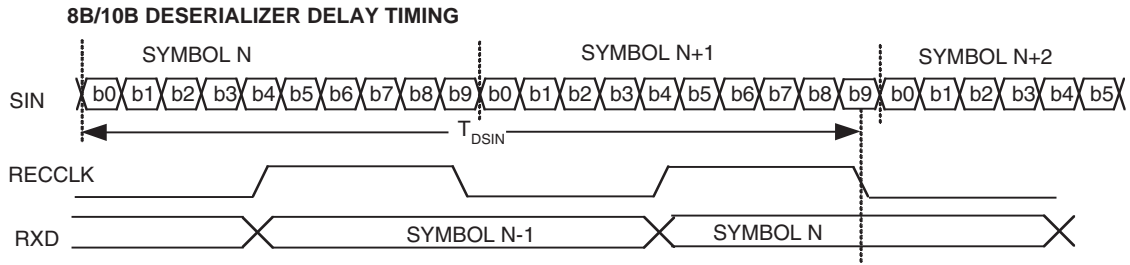 8B/10B DESERIALIZER DELAY TIMING
SYMBOL N SYMBOL N+1 SYMBOL N+2
SIN b0 b1 b2 b3 b4 b5 b6 b7 b8 b9 b0 b1 b2 b3 b4 b5 b6 b7 b8 b9 b0 b1 b2 b3 b4 b5
TDSIN
RECCLK
RXD SYMBOL N-1 SYMBOL N